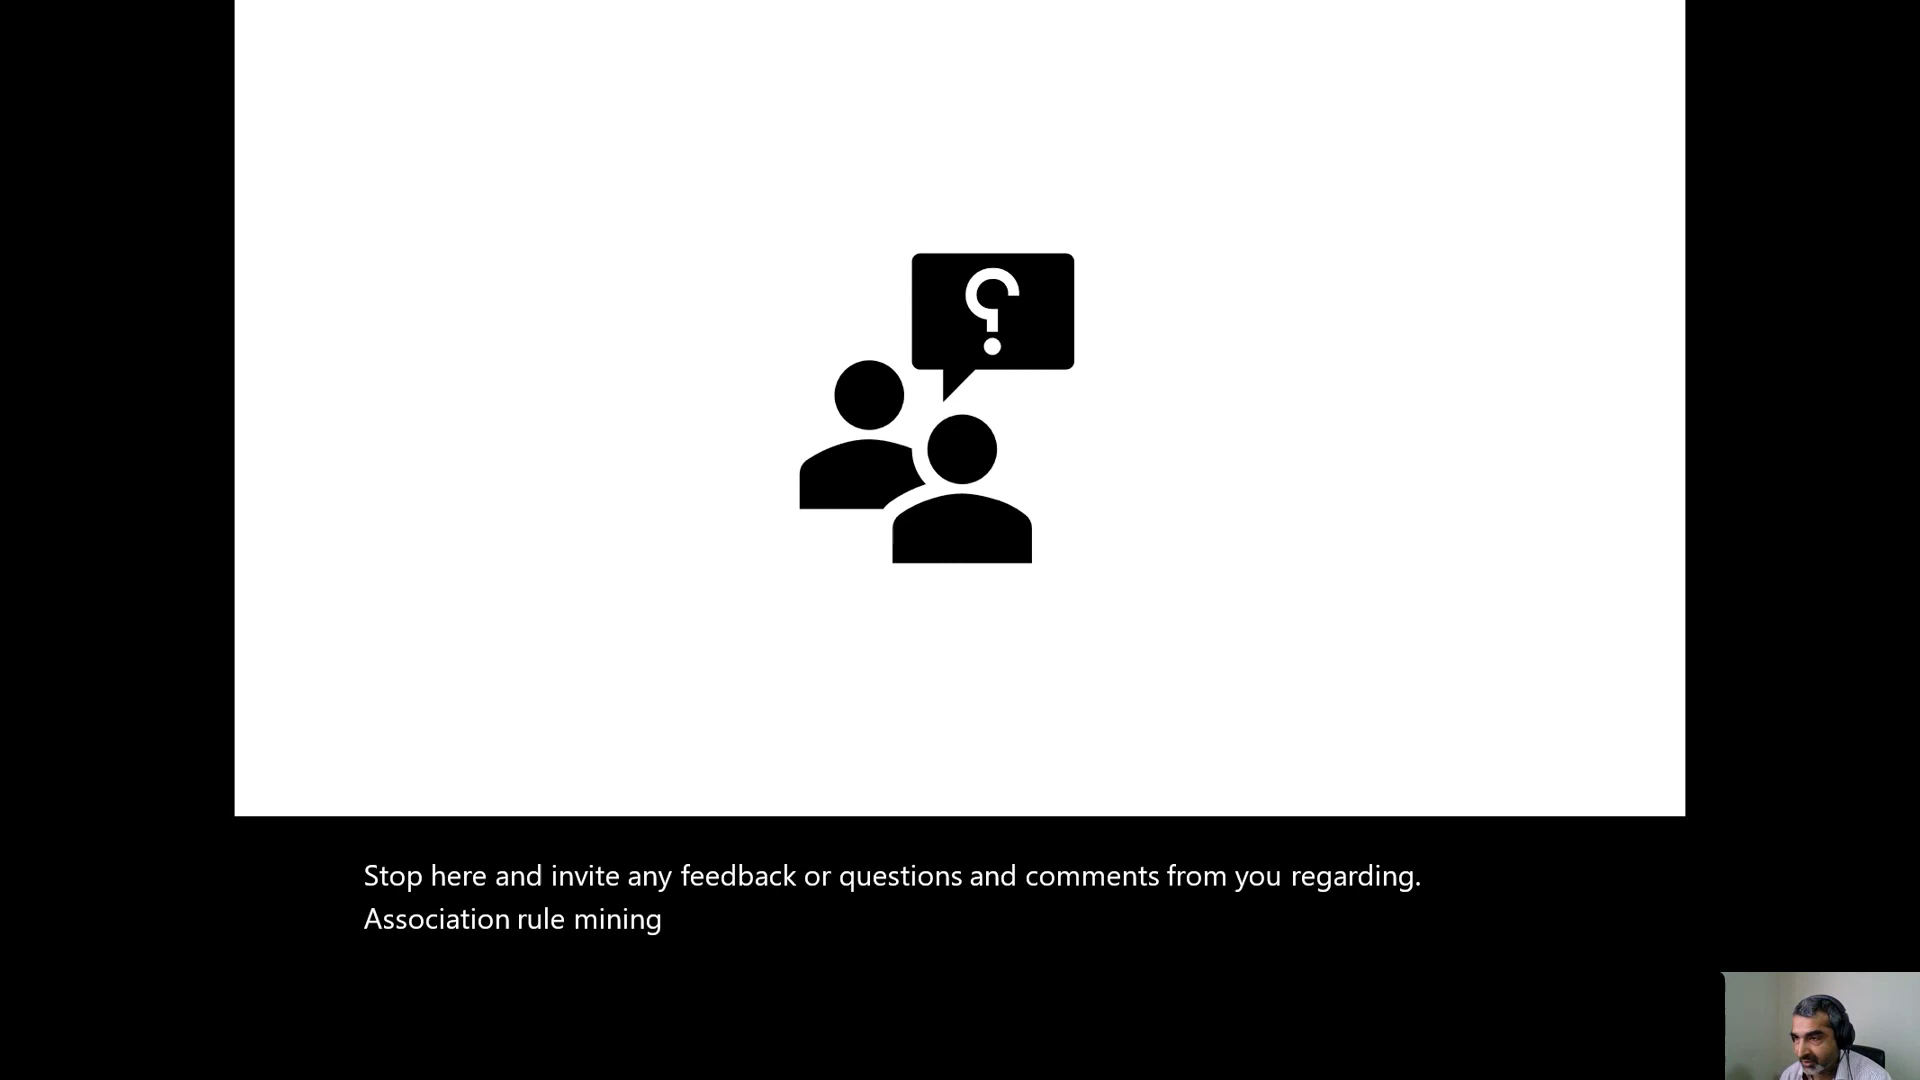 ?
Stop here and invite any feedback or questions and comments from you regarding.
Association rule mining